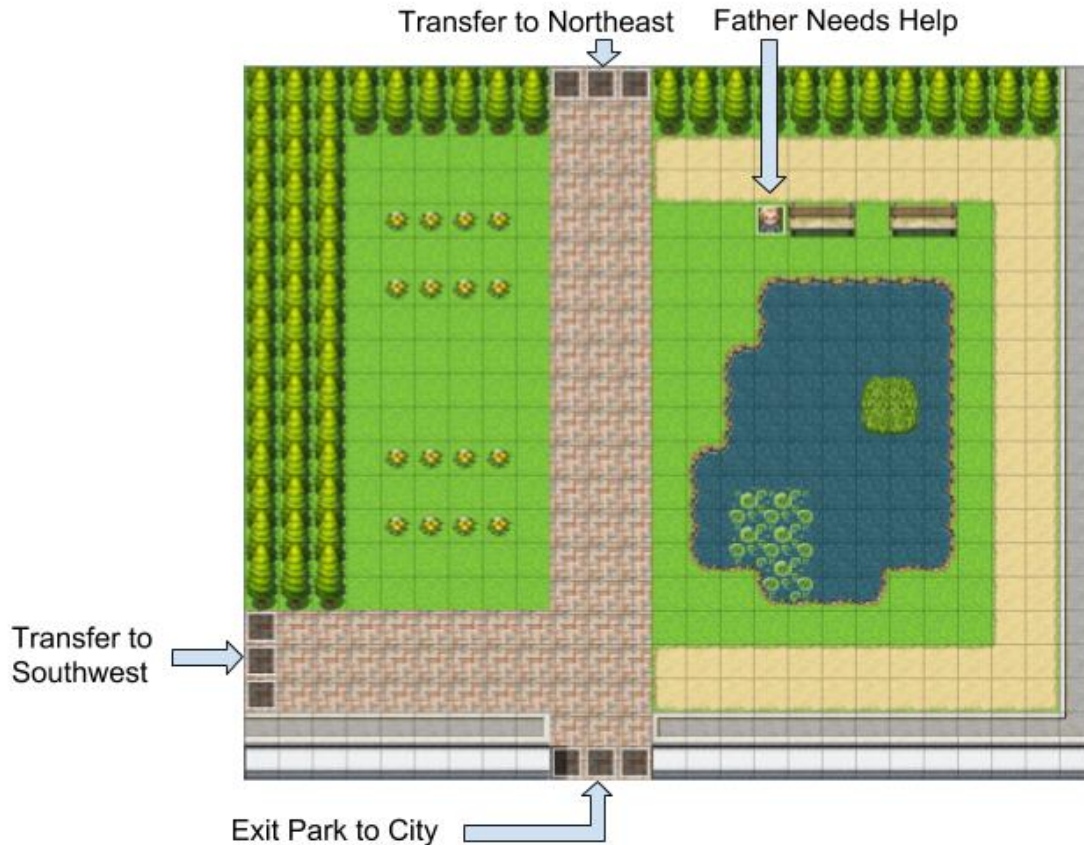 Transfer to Northeast
Father Needs Help
Transfer to
Southwest
Exit Park to City